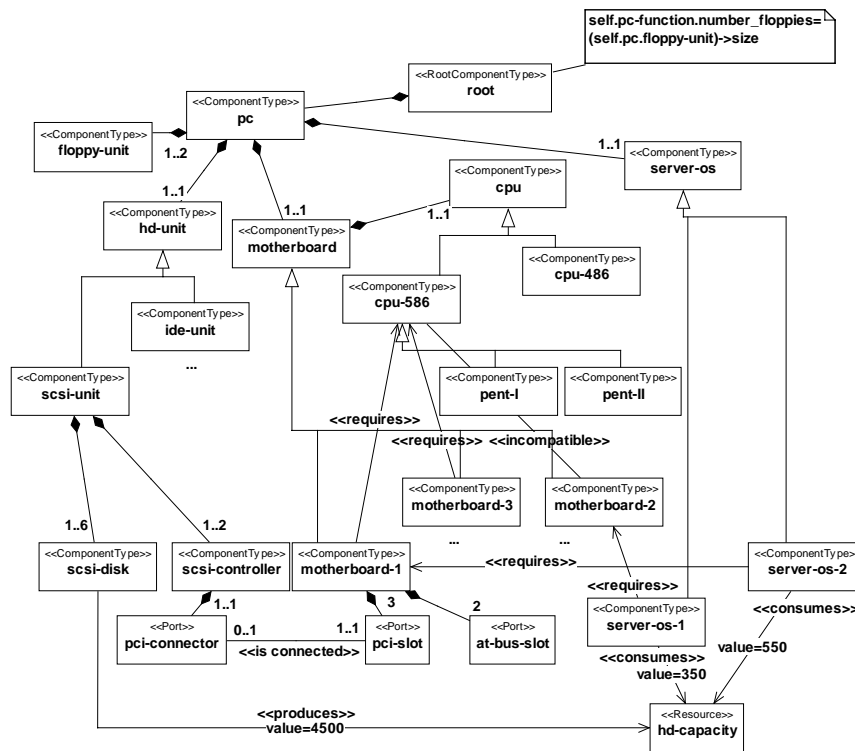 self.pc-function.number_floppies=
(self.pc.floppy-unit)->size
<<RootComponentType>>
root
<<ComponentType>>
pc
<<ComponentType>>
floppy-unit
1..2
1..1
<<ComponentType>>
server-os
<<ComponentType>>
cpu
1..1
1..1
<<ComponentType>>
hd-unit
1..1
<<ComponentType>>
motherboard
<<ComponentType>>
cpu-486
<<ComponentType>>
cpu-586
<<ComponentType>>
ide-unit
...
<<ComponentType>>
scsi-unit
<<ComponentType>>
pent-I
<<ComponentType>>
pent-II
<<requires>>
<<requires>>
<<incompatible>>
<<ComponentType>>
motherboard-3
...
<<ComponentType>>
motherboard-2
...
1..6
1..2
<<ComponentType>>
scsi-disk
<<ComponentType>>
scsi-controller
<<ComponentType>>
motherboard-1
<<requires>>
<<ComponentType>>
server-os-2
<<requires>>
1..1
3
2
<<ComponentType>>
server-os-1
<<consumes>>
<<Port>>
pci-connector
0..1
1..1
<<is connected>>
<<Port>>
pci-slot
<<Port>>
at-bus-slot
<<consumes>>
value=350
value=550
<<produces>>
value=4500
<<Resource>>
hd-capacity